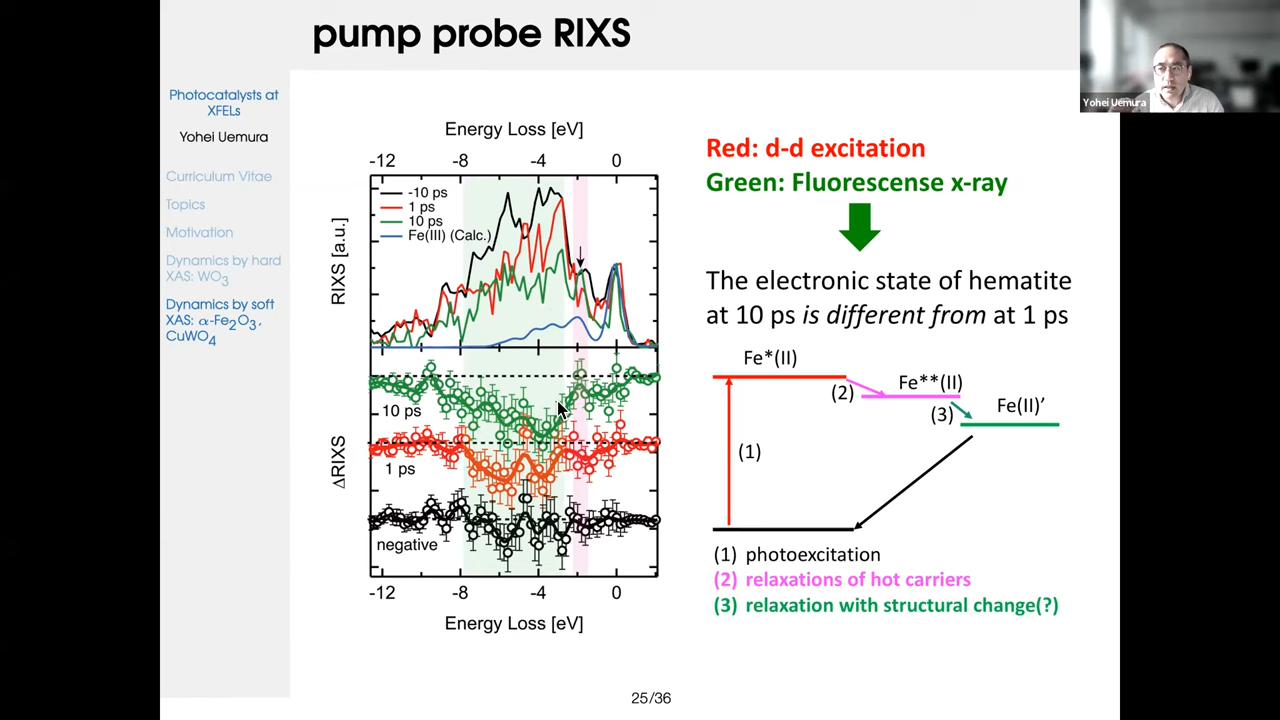 pump probe RIXS
Yohei Uemura
Photocatalysts at
XFELs
Yohei Uemura
Curriculum Vitae
Topics
Motivation
Dynamics by hard
XAS: WO3
Dynamics by soft
XAS: α-Fe2O3,
CuWO4
Energy Loss [eV]
-12 -8 -4 0
-10 ps
1 ps
10 ps
Fe(III) (Calc.)
RIXS [a.u.]
10 ps
1 ps
negative
ΔRIXS
-12 -8 -4 0
Energy Loss [eV]
Red: d-d excitation
Green: Fluorescense x-ray
The electronic state of hematite
at 10 ps is different from at 1 ps
Fe*(II)
(2)
Fe**(II)
(3)
Fe(II)'
(1)
(1) photoexcitation
(2) relaxations of hot carriers
(3) relaxation with structural change(?)
25/36